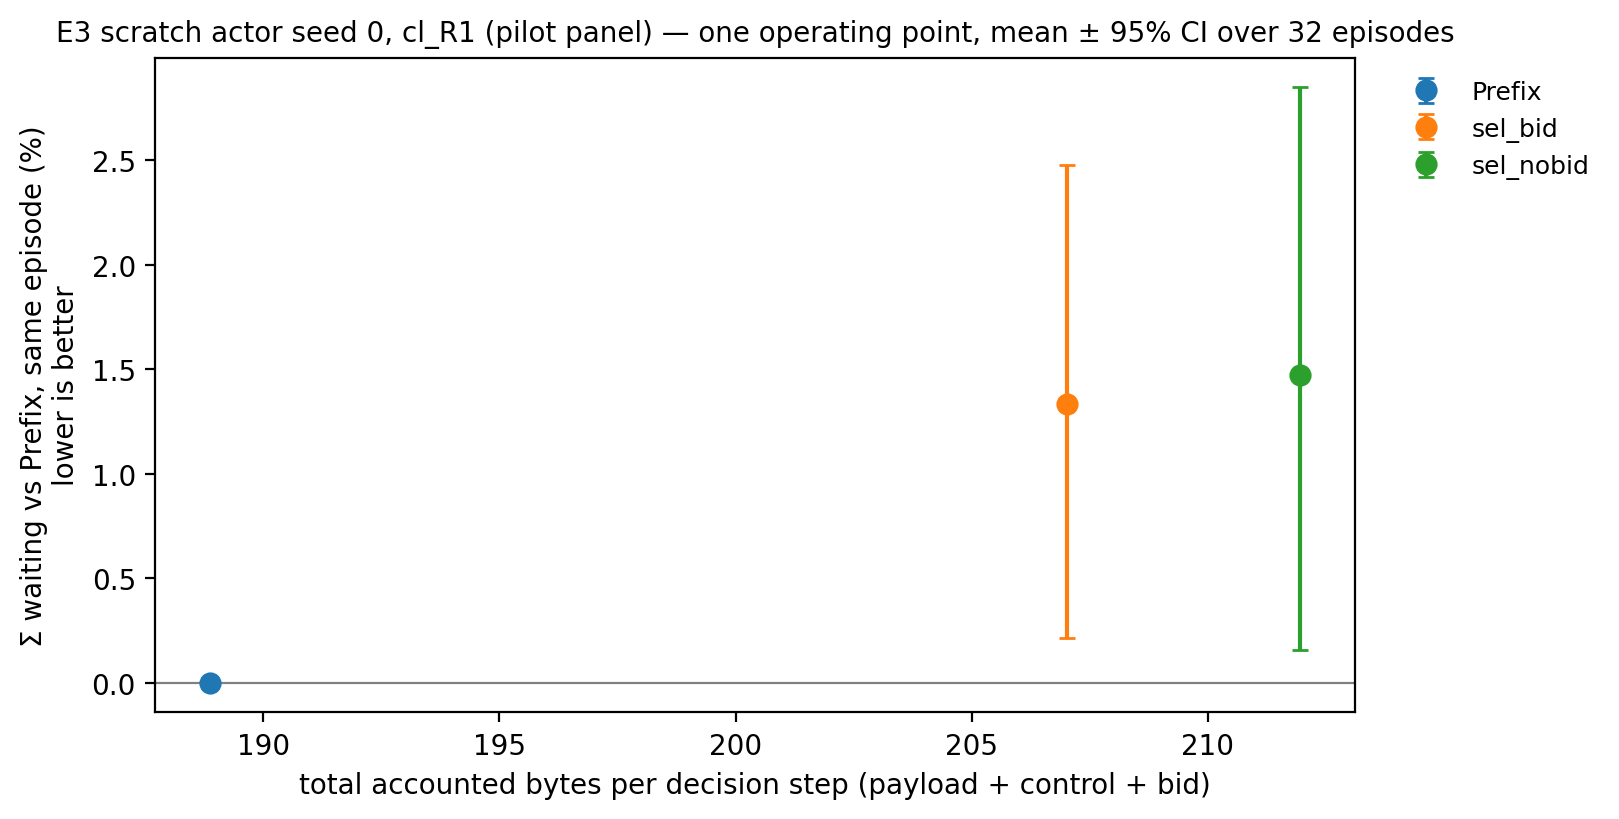 E3 scratch actor seed 0, cl_R1 (pilot panel) — one operating point, mean ± 95% CI over 32 episodes
Σ waiting vs Prefix, same episode (%)
lower is better
2.5
2.0
1.5
1.0
0.5
0.0
190
195
200
205
210
total accounted bytes per decision step (payload + control + bid)
Prefix
sel_bid
sel_nobid